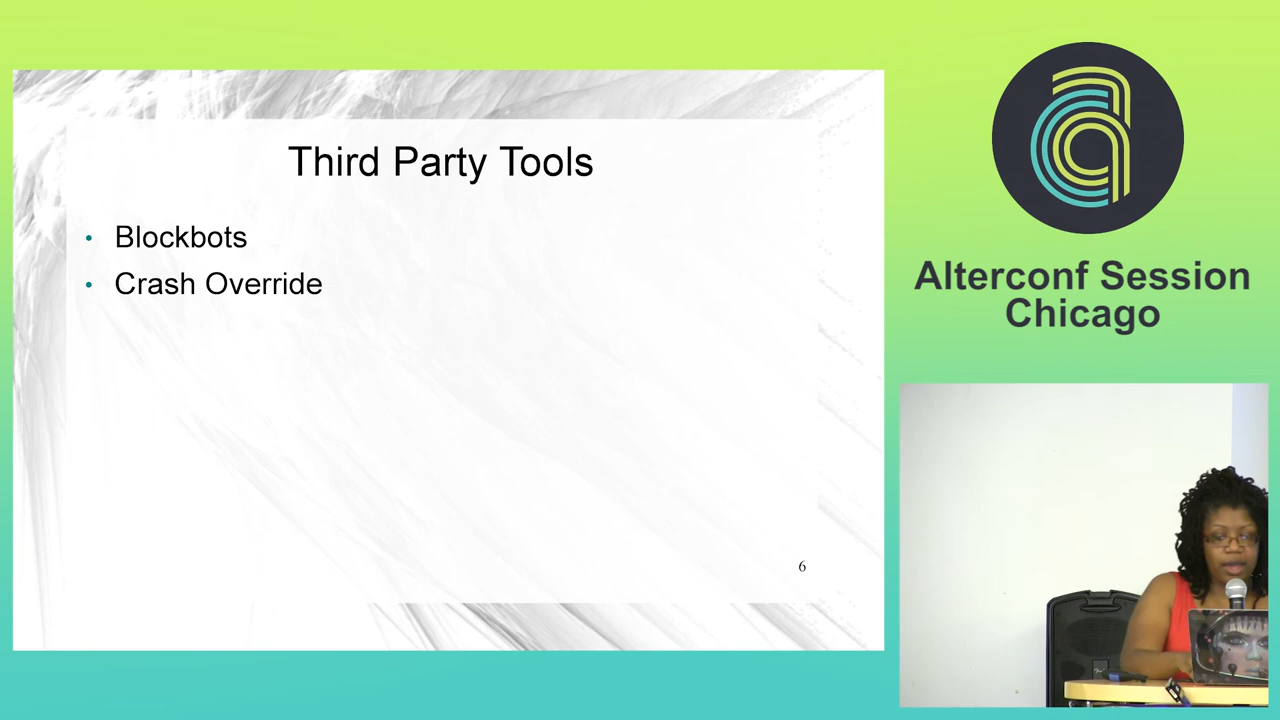 Third Party Tools
• Blockbots
• Crash Override
6
Alterconf Session
Chicago